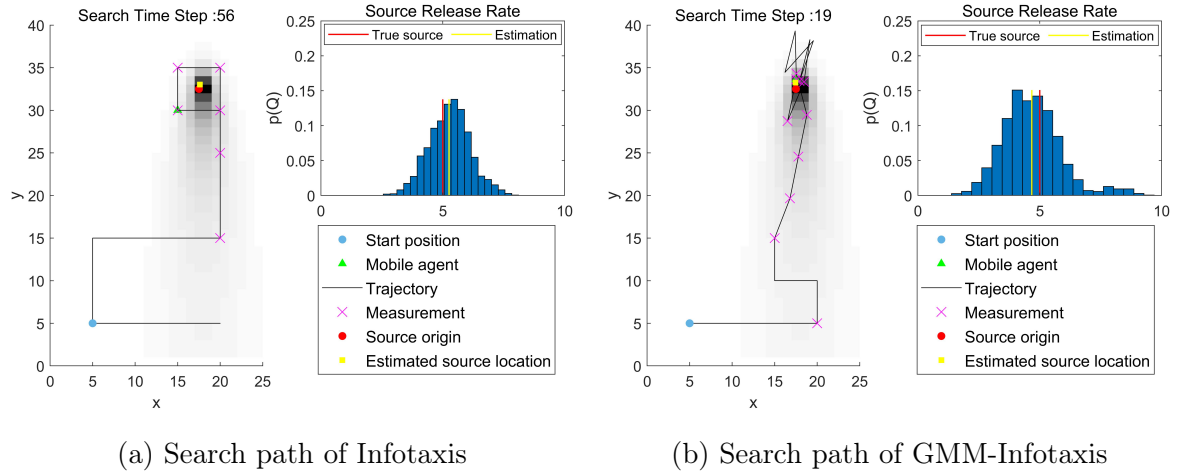 Search Time Step :56
40
35
30
25
20
15
10
5
0
y
0 5 10 15 20 25
x
Source Release Rate
0.25
True source Estimation
0.2
0.15
0.1
0.05
0
p(Q)
0 5 10
Start position
Mobile agent
Trajectory
Measurement
Source origin
Estimated source location
(a) Search path of Infotaxis
Search Time Step :19
40
35
30
25
20
15
10
5
0
y
0 5 10 15 20 25
x
Source Release Rate
0.25
True source Estimation
0.2
0.15
0.1
0.05
0
p(Q)
0 5 10
Start position
Mobile agent
Trajectory
Measurement
Source origin
Estimated source location
(b) Search path of GMM-Infotaxis